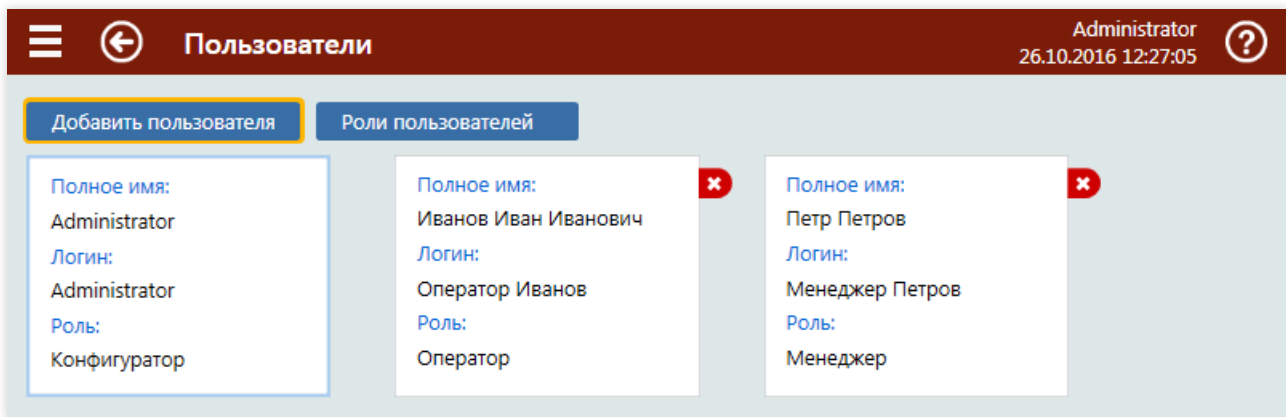 Пользователи
Administrator
26.10.2016 12:27:05
Добавить пользователя
Роли пользователей
Полное имя:
Administrator
Логин:
Administrator
Роль:
Конфигуратор
Полное имя:
Иванов Иван Иванович
Логин:
Оператор Иванов
Роль:
Оператор
Полное имя:
Петр Петров
Логин:
Менеджер Петров
Роль:
Менеджер